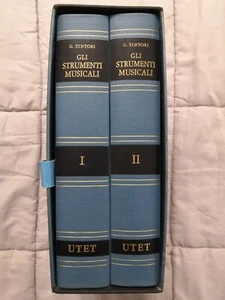 G. TINTORI
GLI
STRUMENTI
MUSICALI
I
UTET
G. TINTORI
GLI
STRUMENTI
MUSICALI
II
UTET